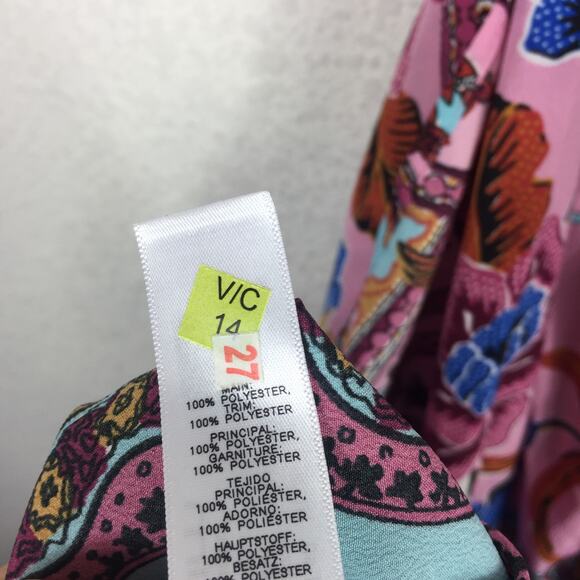 V/C
14
27
MAIN:
100% POLYESTER,
TRIM:
100% POLYESTER
PRINCIPAL:
100% POLYESTER,
GARNITURE:
100% POLYESTER
TEJIDO
PRINCIPAL:
100% POLIÉSTER,
ADORNO:
100% POLIÉSTER
HAUPTSTOFF:
100% POLYESTER,
BESATZ:
100% POLYESTER